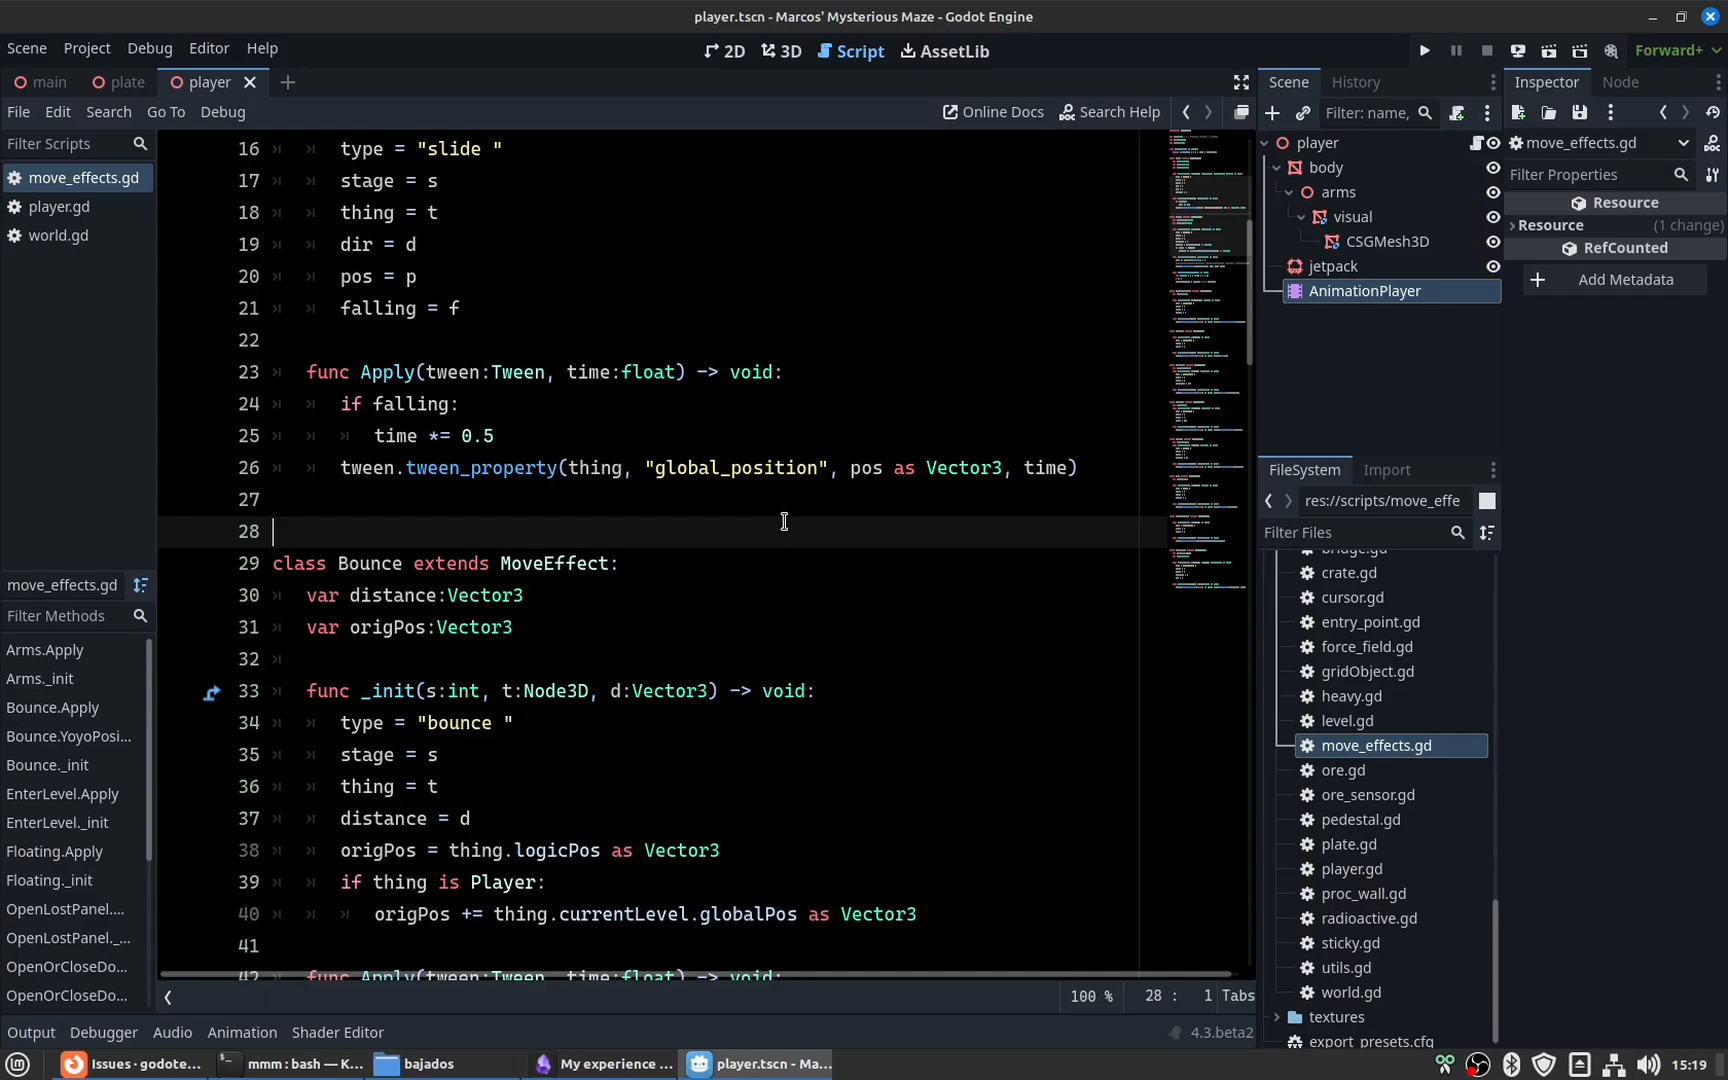 player.tscn - Marcos' Mysterious Maze - Godot Engine
Scene Project Debug Editor Help
2D 3D Script AssetLib
Forward+
main plate player
File Edit Search Go To Debug
Online Docs Search Help
Filter Scripts
move_effects.gd
player.gd
world.gd
move_effects.gd
Filter Methods
Arms.Apply
Arms._init
Bounce.Apply
Bounce.YoyoPosi...
Bounce._init
EnterLevel.Apply
EnterLevel._init
Floating.Apply
Floating._init
OpenLostPanel....
OpenLostPanel._...
OpenOrCloseDo...
OpenOrCloseDo...
16 type = "slide "
17 stage = s
18 thing = t
19 dir = d
20 pos = p
21 falling = f
22
23 func Apply(tween:Tween, time:float) -> void:
24 if falling:
25 time *= 0.5
26 tween.tween_property(thing, "global_position", pos as Vector3, time)
27
28
29 class Bounce extends MoveEffect:
30 var distance:Vector3
31 var origPos:Vector3
32
33 func _init(s:int, t:Node3D, d:Vector3) -> void:
34 type = "bounce "
35 stage = s
36 thing = t
37 distance = d
38 origPos = thing.logicPos as Vector3
39 if thing is Player:
40 origPos += thing.currentLevel.globalPos as Vector3
41
42 func Apply(tween:Tween, time:float) -> void:
100 % 28 : 1 Tabs
Output Debugger Audio Animation Shader Editor
4.3.beta2
Scene History
Filter: name,
player
body
arms
visual
CSGMesh3D
jetpack
AnimationPlayer
FileSystem Import
res://scripts/move_effe
Filter Files
bridge.gd
crate.gd
cursor.gd
entry_point.gd
force_field.gd
gridObject.gd
heavy.gd
level.gd
move_effects.gd
ore.gd
ore_sensor.gd
pedestal.gd
plate.gd
player.gd
proc_wall.gd
radioactive.gd
sticky.gd
utils.gd
world.gd
textures
export_presets.cfg
Inspector Node
move_effects.gd
Filter Properties
Resource
Resource (1 change)
RefCounted
Add Metadata
Issues · godote...
mmm : bash — K...
bajados
My experience ...
player.tscn - Ma...
15:19